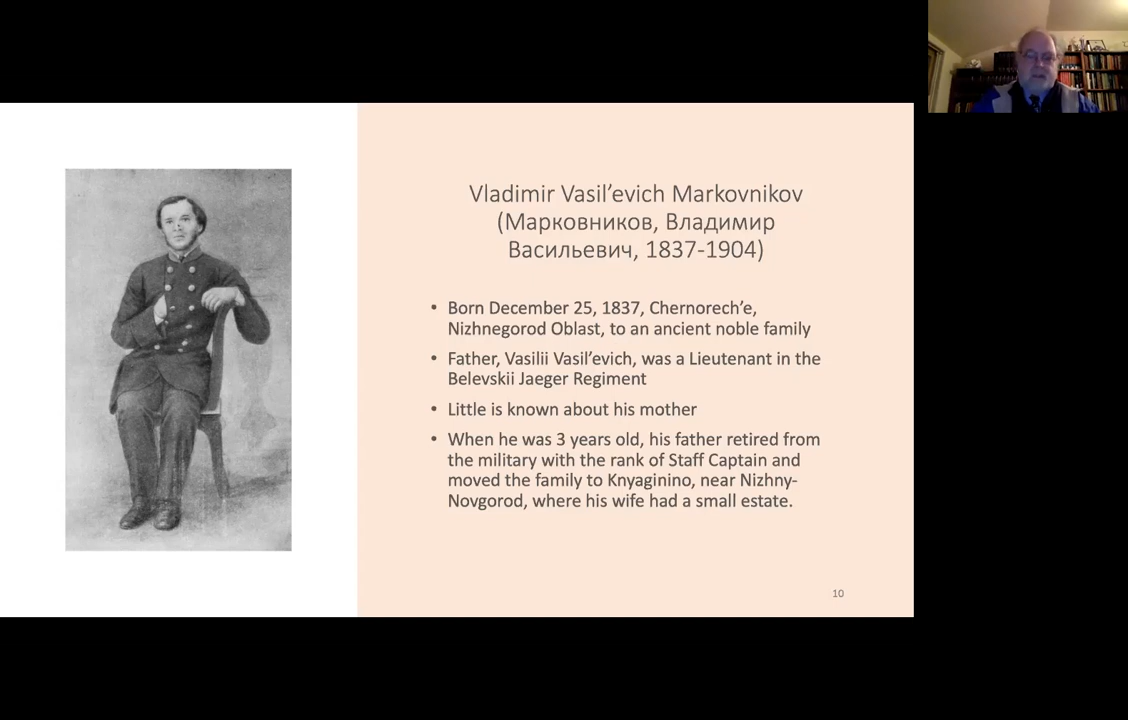 Vladimir Vasil’evich Markovnikov
(Марковников, Владимир
Васильевич, 1837-1904)
• Born December 25, 1837, Chernorech’e,
Nizhnegorod Oblast, to an ancient noble family
• Father, Vasilii Vasil’evich, was a Lieutenant in the
Belevskii Jaeger Regiment
• Little is known about his mother
• When he was 3 years old, his father retired from
the military with the rank of Staff Captain and
moved the family to Knyaginino, near Nizhny-
Novgorod, where his wife had a small estate.
10